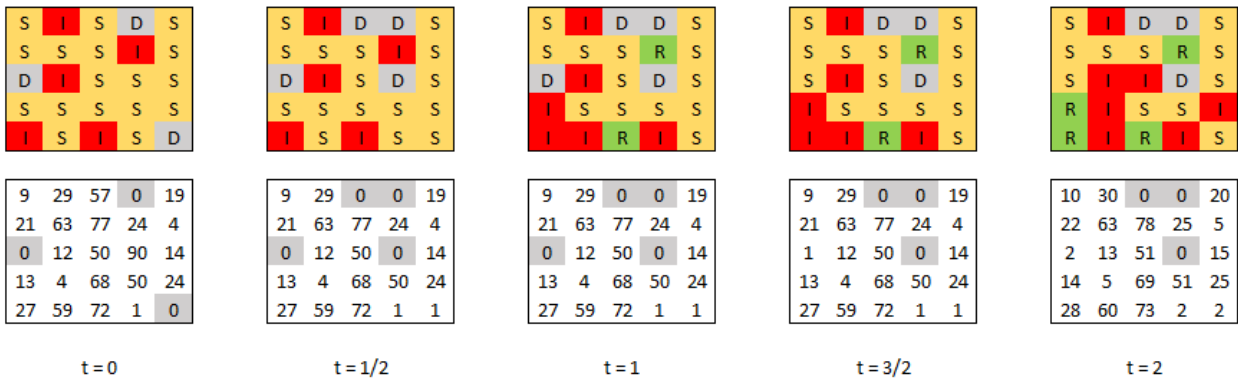 S I S D S S I D D S S I D D S S I D D S S I D D S
S S S I S S S S I S S S S R S S S S R S S S S R S
D I S S S D I S D S D I S D S S I S D S S I I D S
S S S S S S S S S S I S S S S I S S S S R I S S I
I S I S D I S I S S I I R I S I I R I S R I R I S
9 29 57 0 19 9 29 0 0 19 9 29 0 0 19 9 29 0 0 19 10 30 0 0 20
21 63 77 24 4 21 63 77 24 4 21 63 77 24 4 21 63 77 24 4 22 63 78 25 5
0 12 50 90 14 0 12 50 0 14 0 12 50 0 14 1 12 50 0 14 2 13 51 0 15
13 4 68 50 24 13 4 68 50 24 13 4 68 50 24 13 4 68 50 24 14 5 69 51 25
27 59 72 1 0 27 59 72 1 1 27 59 72 1 1 27 59 72 1 1 28 60 73 2 2
t = 0 t = 1/2 t = 1 t = 3/2 t = 2